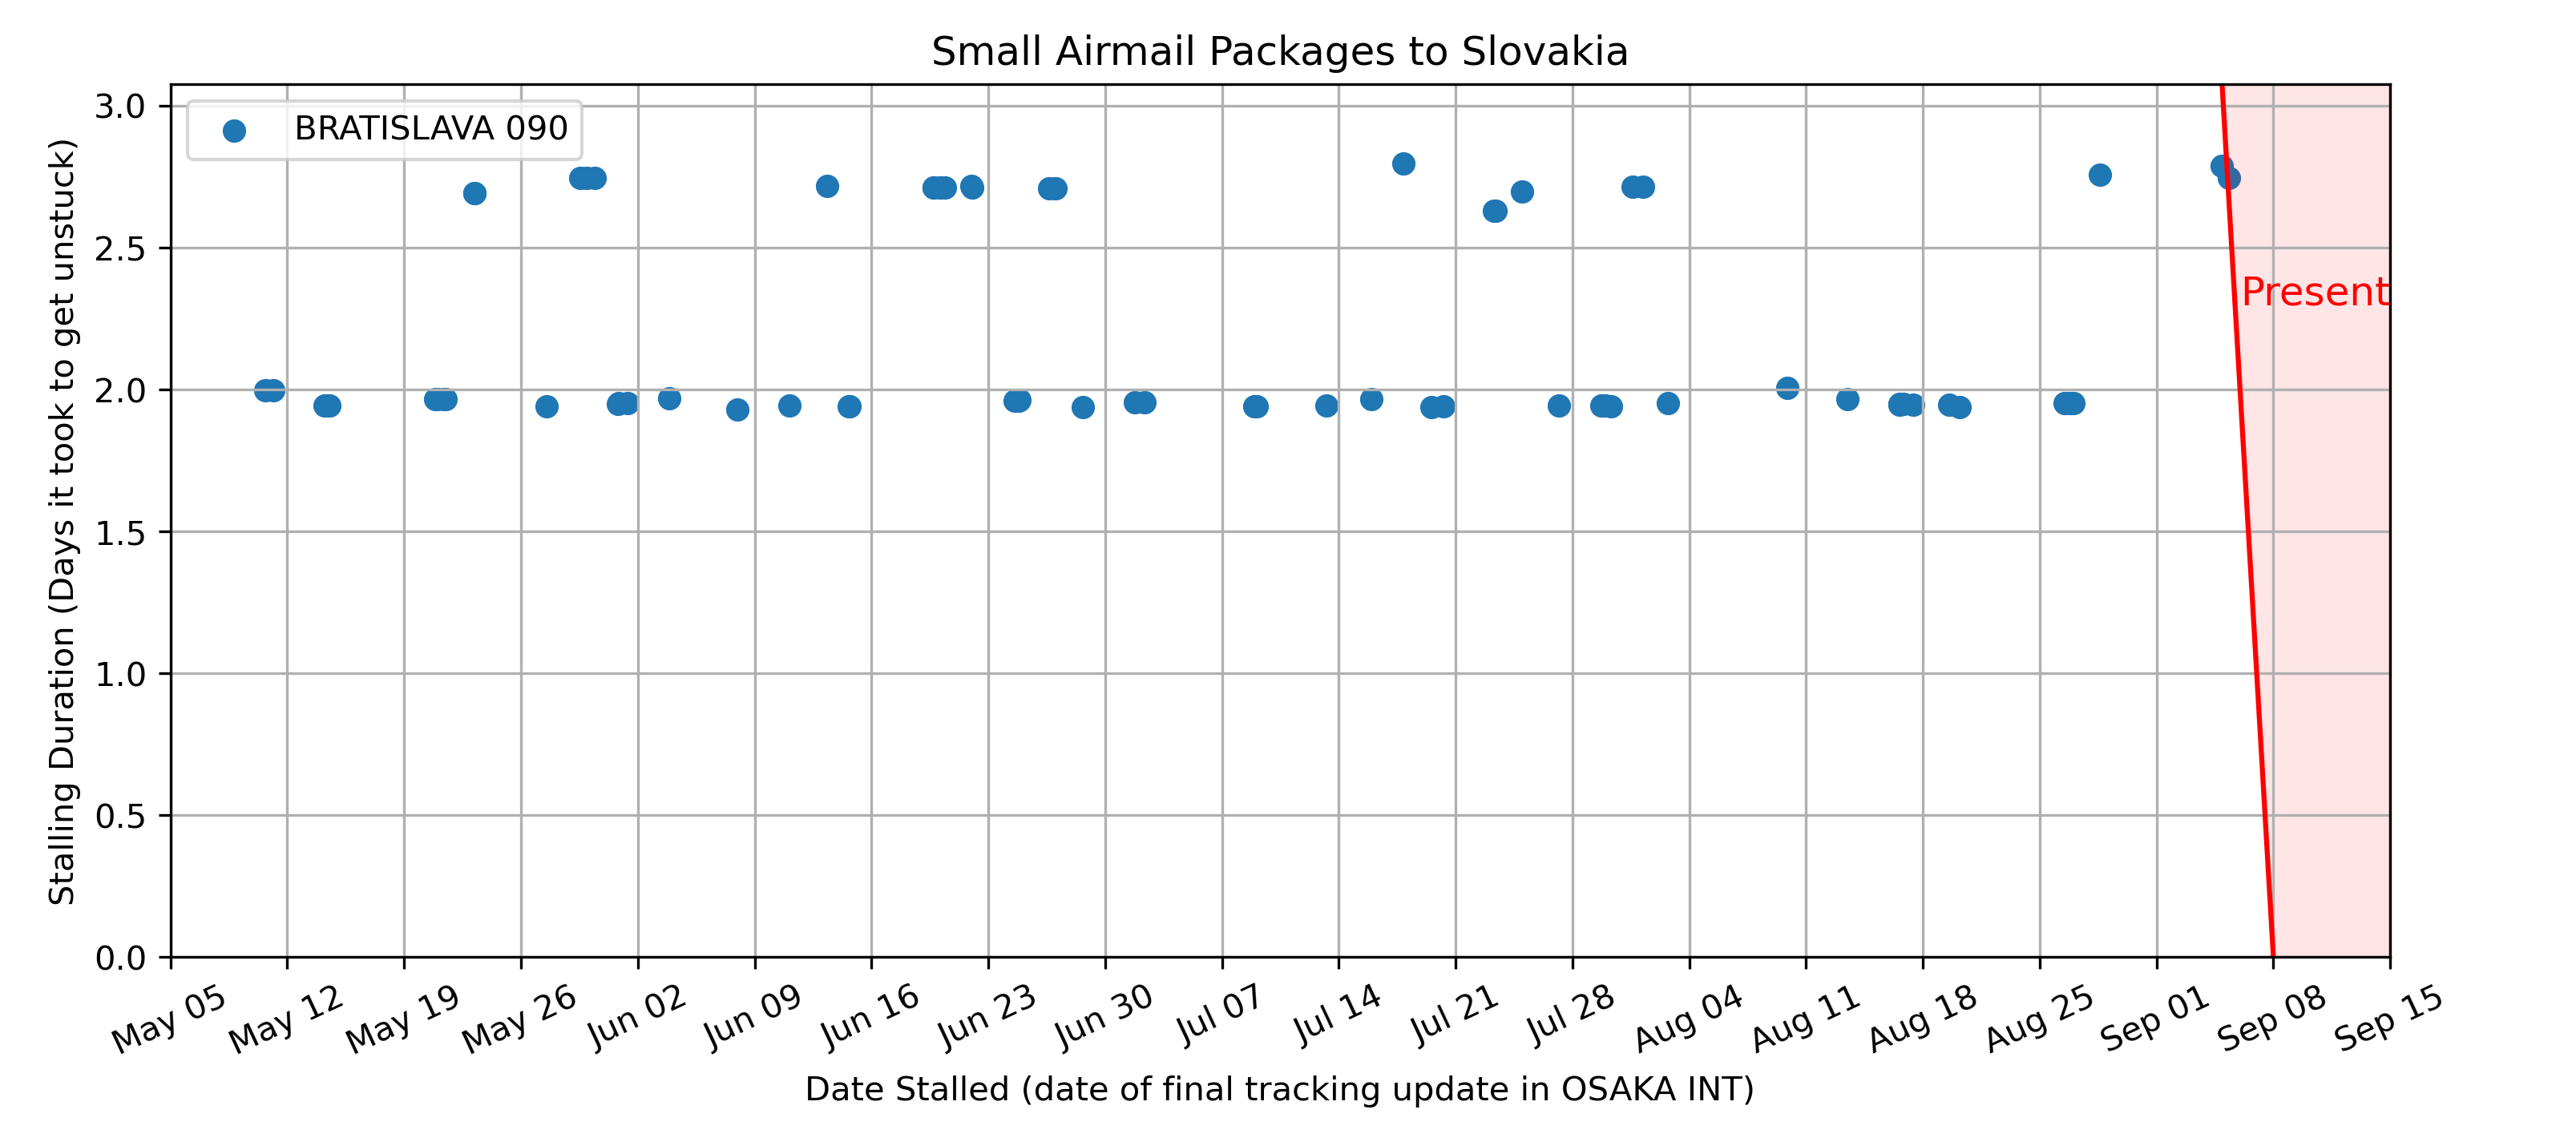 Small Airmail Packages to Slovakia
BRATISLAVA 090
Stalling Duration (Days it took to get unstuck)
3.0
2.5
2.0
1.5
1.0
0.5
0.0
Present
May 05
May 12
May 19
May 26
Jun 02
Jun 09
Jun 16
Jun 23
Jun 30
Jul 07
Jul 14
Jul 21
Jul 28
Aug 04
Aug 11
Aug 18
Aug 25
Sep 01
Sep 08
Sep 15
Date Stalled (date of final tracking update in OSAKA INT)